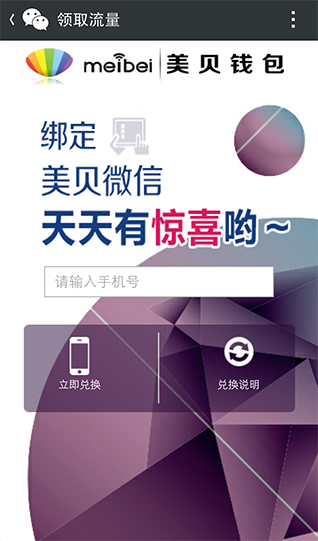 领取流量
meibei 美贝钱包
绑定
美贝微信
天天有惊喜哟~
请输入手机号
立即兑换
兑换说明